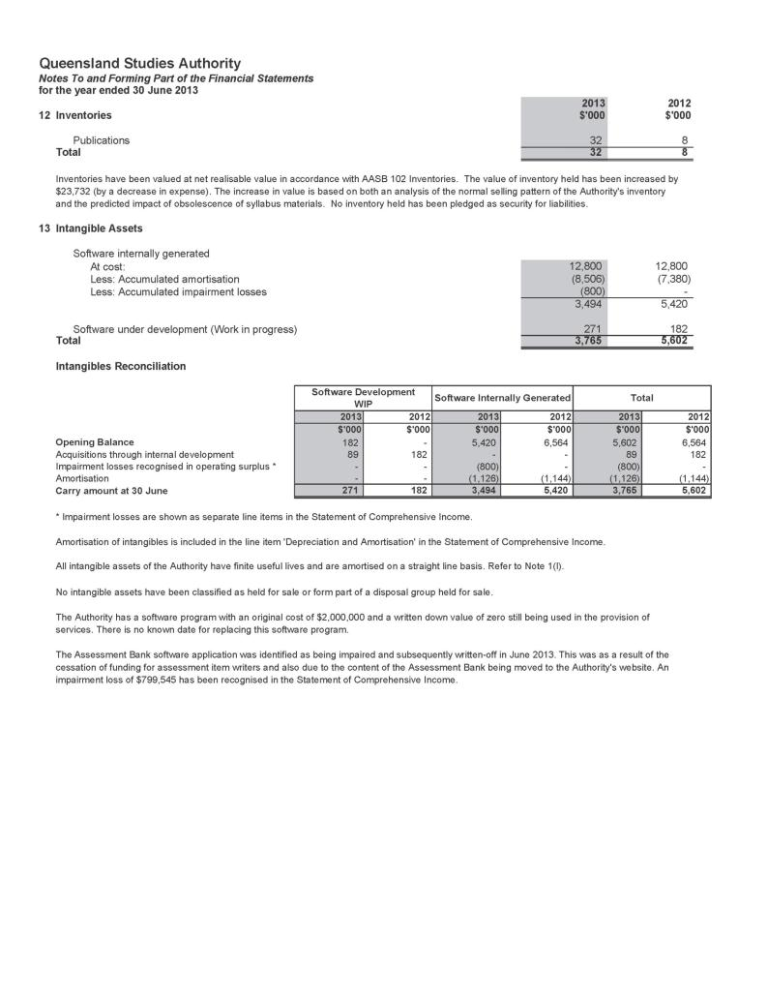 Queensland Studies Authority
Notes To and Forming Part of the Financial Statements
for the year ended 30 June 2013
2013 2012
12 Inventories $'000 $'000
Publications 32 8
Total 32 8
Inventories have been valued at net realisable value in accordance with AASB 102 Inventories. The value of inventory held has been increased by
$23,732 (by a decrease in expense). The increase in value is based on both an analysis of the normal selling pattern of the Authority's inventory
and the predicted impact of obsolescence of syllabus materials. No inventory held has been pledged as security for liabilities.
13 Intangible Assets
Software internally generated
At cost: 12,800 12,800
Less: Accumulated amortisation (8,506) (7,380)
Less: Accumulated impairment losses (800) -
3,494 5,420
Software under development (Work in progress) 271 182
Total 3,765 5,602
Intangibles Reconciliation
Software Development
WIP Software Internally Generated Total
2013 2012 2013 2012 2013 2012
$'000 $'000 $'000 $'000 $'000 $'000
Opening Balance 182 - 5,420 6,564 5,602 6,564
Acquisitions through internal development 89 182 - - 89 182
Impairment losses recognised in operating surplus * - - (800) - (800) -
Amortisation - - (1,126) (1,144) (1,126) (1,144)
Carry amount at 30 June 271 182 3,494 5,420 3,765 5,602
* Impairment losses are shown as separate line items in the Statement of Comprehensive Income.
Amortisation of intangibles is included in the line item 'Depreciation and Amortisation' in the Statement of Comprehensive Income.
All intangible assets of the Authority have finite useful lives and are amortised on a straight line basis. Refer to Note 1(l).
No intangible assets have been classified as held for sale or form part of a disposal group held for sale.
The Authority has a software program with an original cost of $2,000,000 and a written down value of zero still being used in the provision of
services. There is no known date for replacing this software program.
The Assessment Bank software application was identified as being impaired and subsequently written-off in June 2013. This was as a result of the
cessation of funding for assessment item writers and also due to the content of the Assessment Bank being moved to the Authority's website. An
impairment loss of $799,545 has been recognised in the Statement of Comprehensive Income.